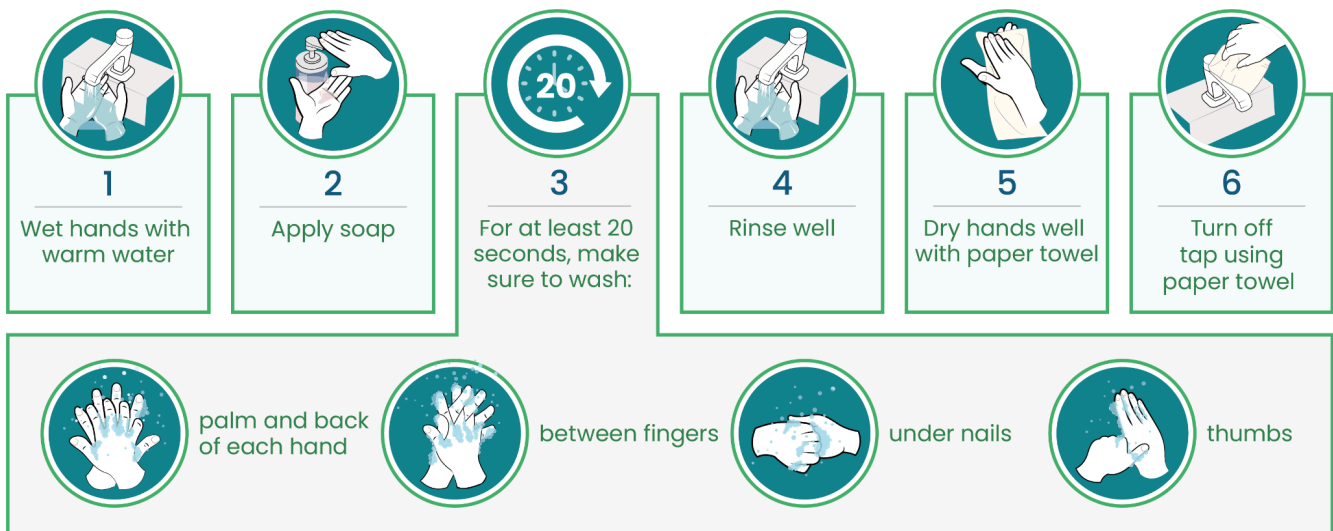 1
Wet hands with
warm water
2
Apply soap
20
3
For at least 20
seconds, make
sure to wash:
4
Rinse well
5
Dry hands well
with paper towel
6
Turn off
tap using
paper towel
palm and back
of each hand
between fingers
under nails
thumbs